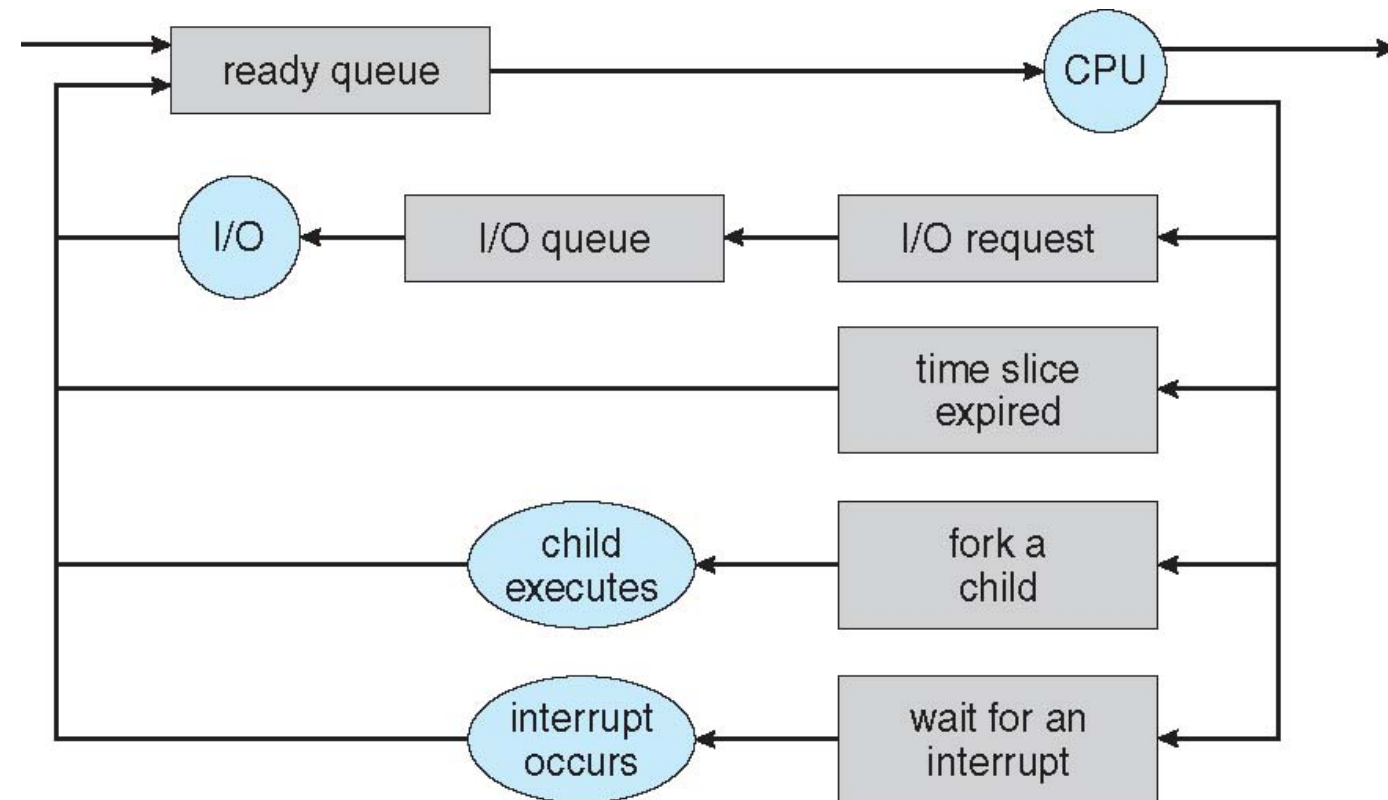 ready queue
CPU
I/O
I/O queue
I/O request
time slice
expired
child
executes
fork a
child
interrupt
occurs
wait for an
interrupt